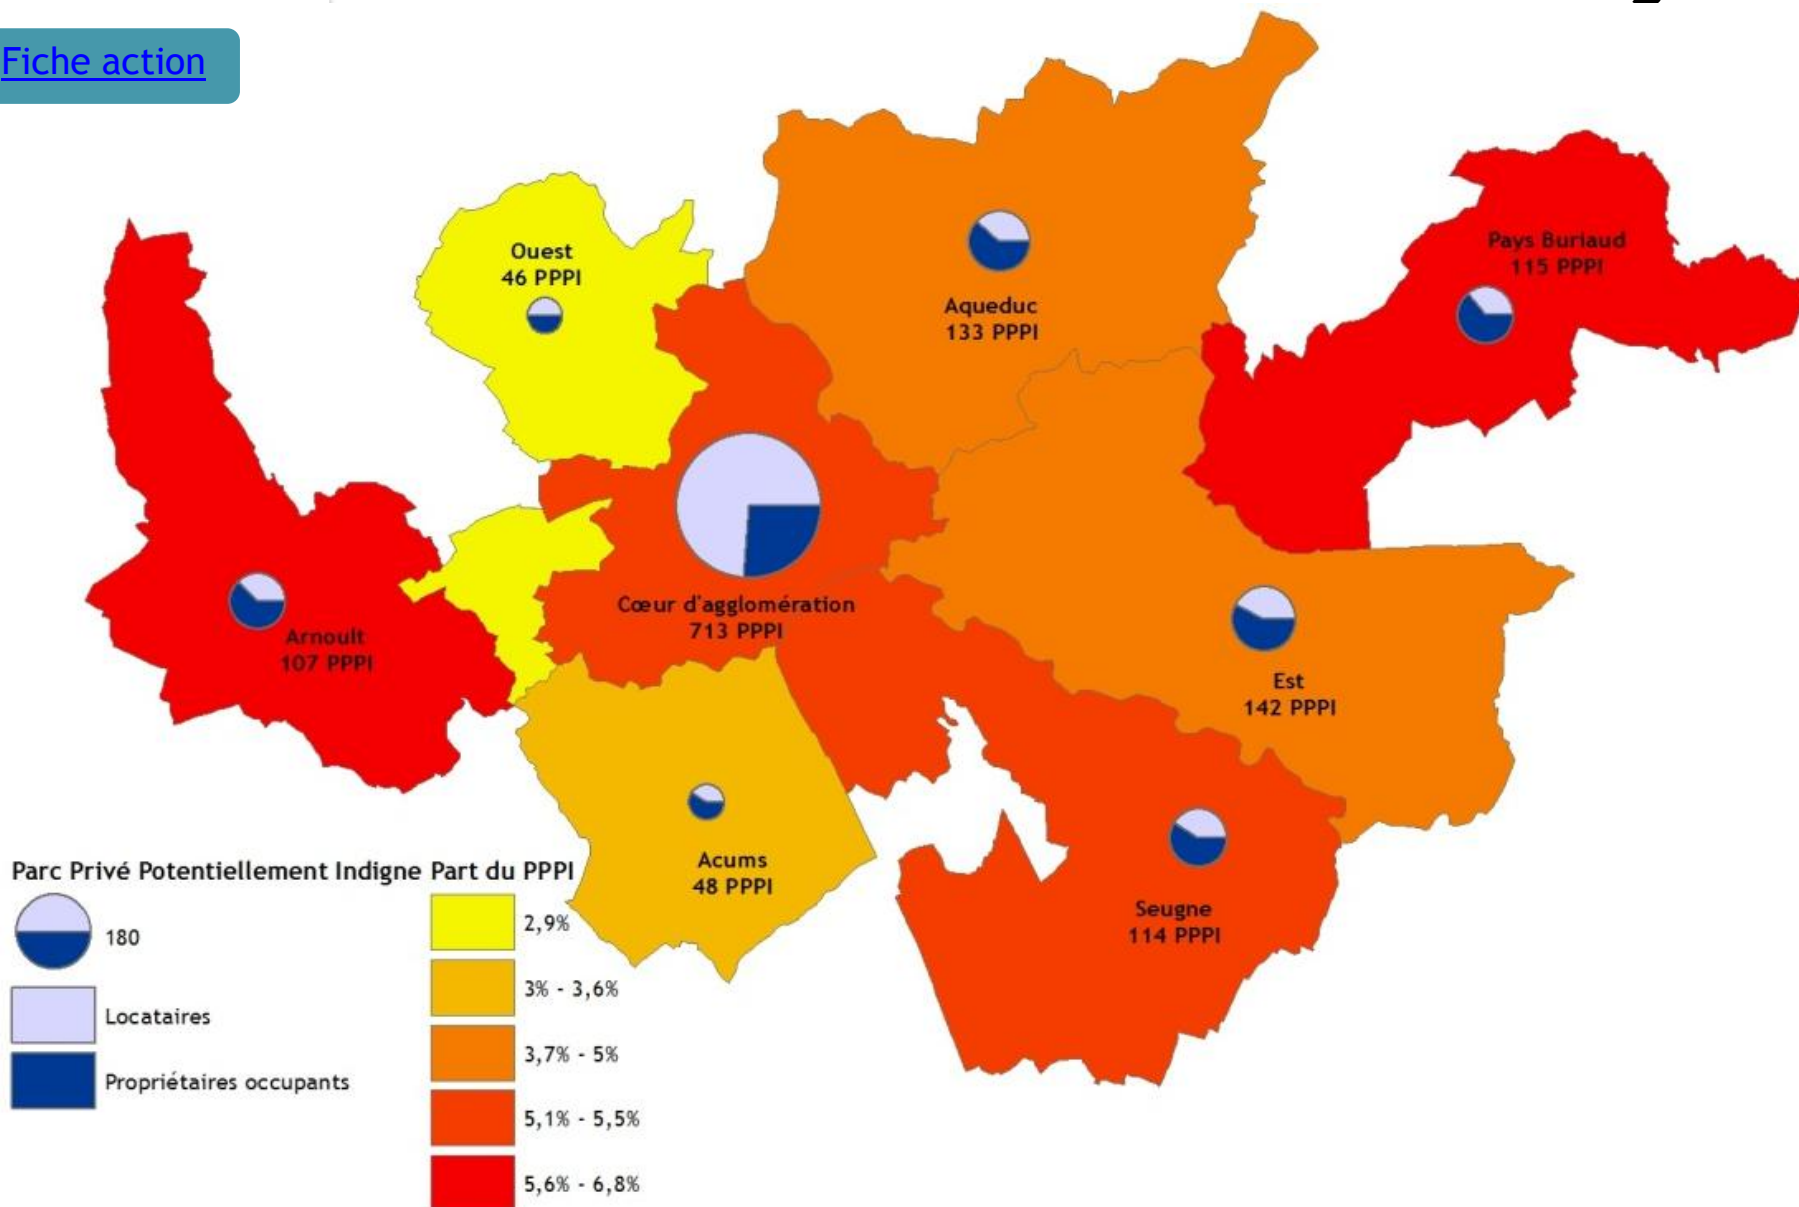 Fiche action
Ouest
46 PPPI
Pays Buriaud
115 PPPI
Aqueduc
133 PPPI
Cœur d'agglomération
713 PPPI
Arnoult
107 PPPI
Est
142 PPPI
Acums
48 PPPI
Seugne
114 PPPI
Parc Privé Potentiellement Indigne
180
Locataires
Propriétaires occupants
Part du PPPI
2,9%
3% - 3,6%
3,7% - 5%
5,1% - 5,5%
5,6% - 6,8%